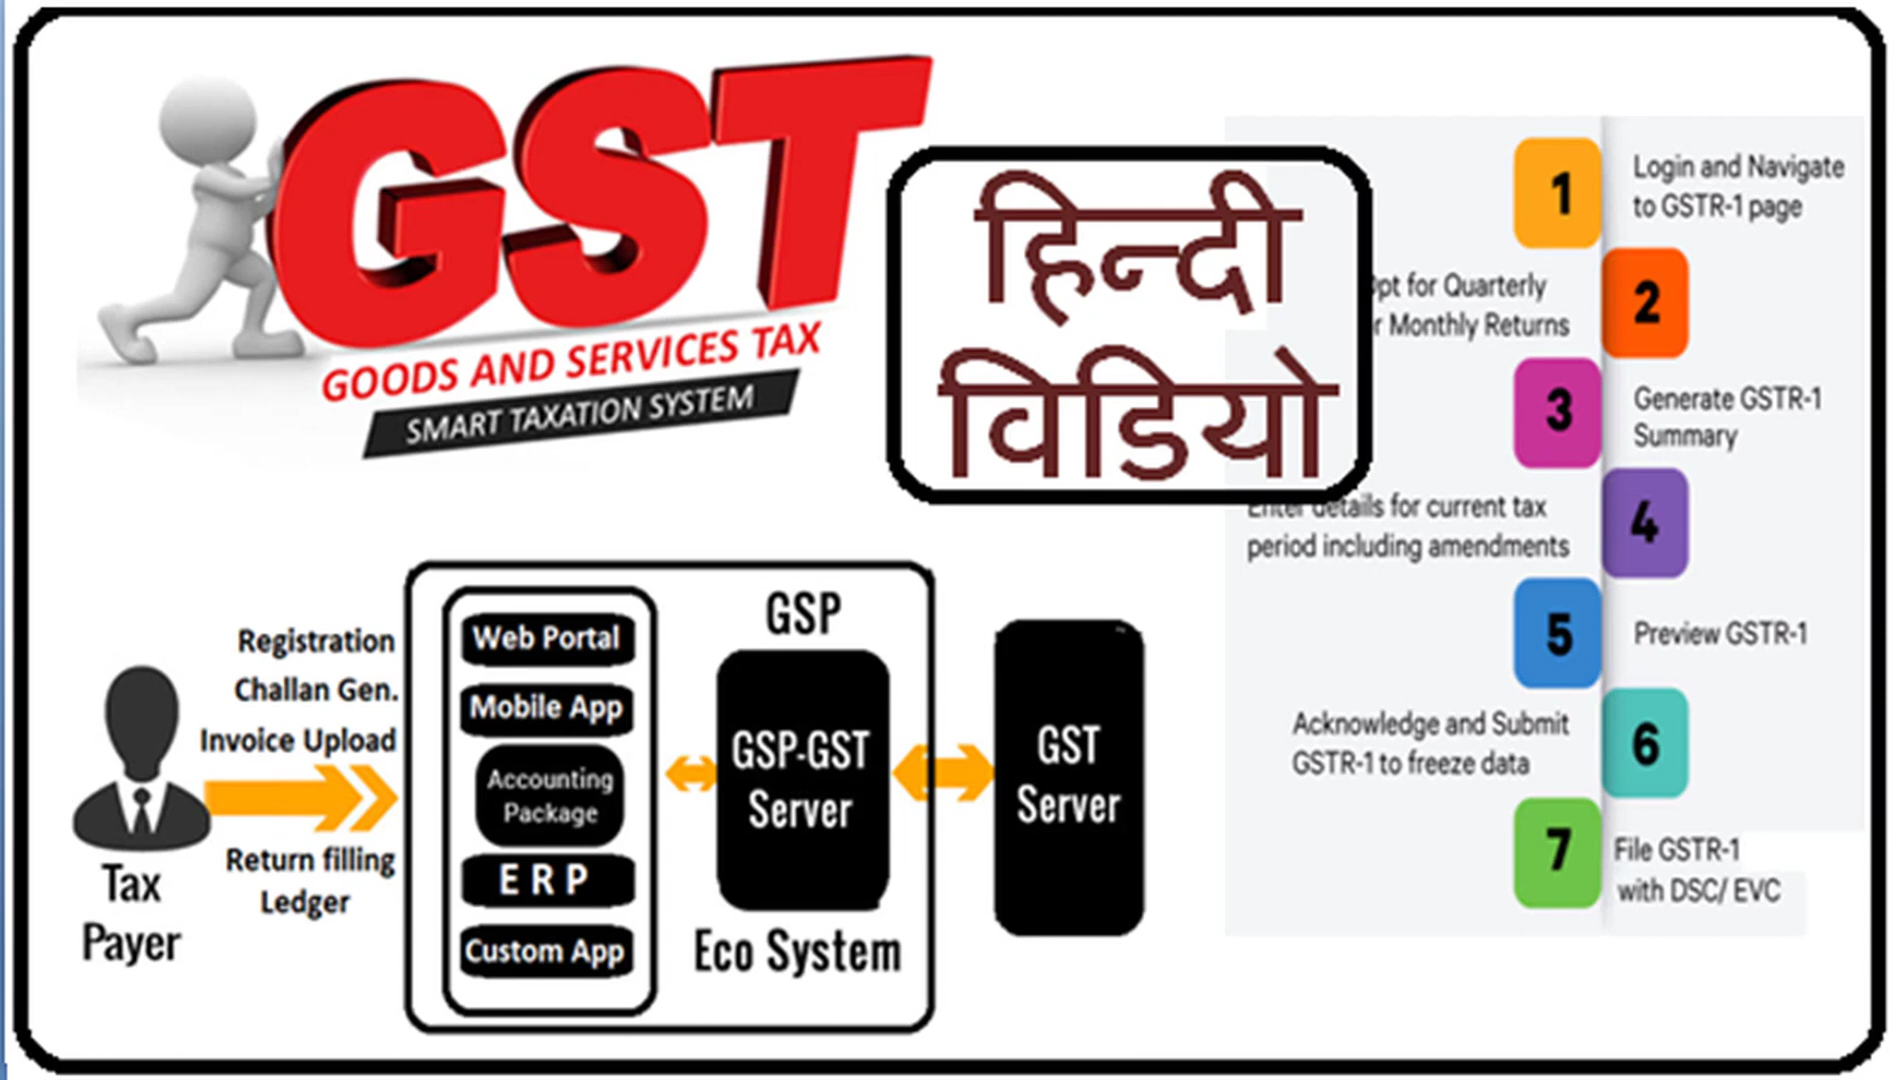 GST
GOODS AND SERVICES TAX
SMART TAXATION SYSTEM
हिन्दी
विडियो
1
Login and Navigate
to GSTR-1 page
pt for Quarterly
r Monthly Returns
2
3
Generate GSTR-1
Summary
Enter details for current tax
period including amendments
4
5
Preview GSTR-1
Acknowledge and Submit
GSTR-1 to freeze data
6
7
File GSTR-1
with DSC/ EVC
Registration
Challan Gen.
Invoice Upload
Return filling
Ledger
Tax
Payer
Web Portal
Mobile App
Accounting
Package
ERP
Custom App
GSP
GSP-GST
Server
Eco System
GST
Server